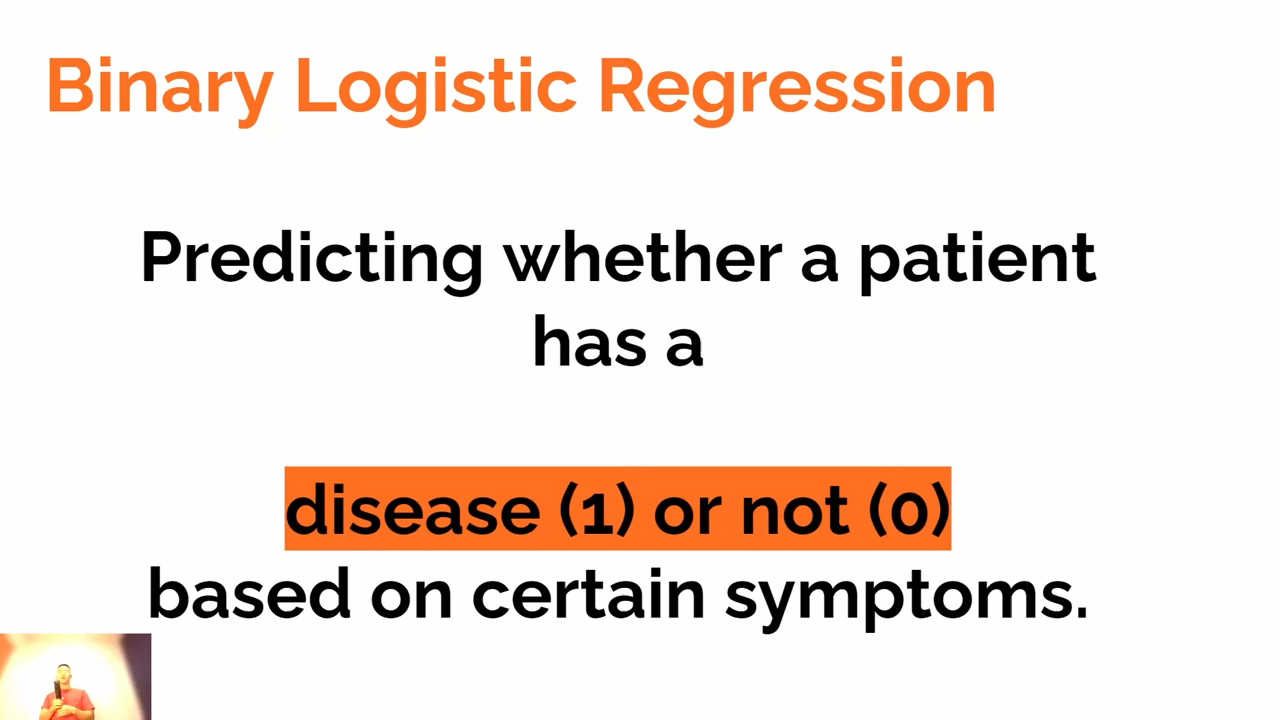 Binary Logistic Regression
Predicting whether a patient
has a
disease (1) or not (0)
based on certain symptoms.